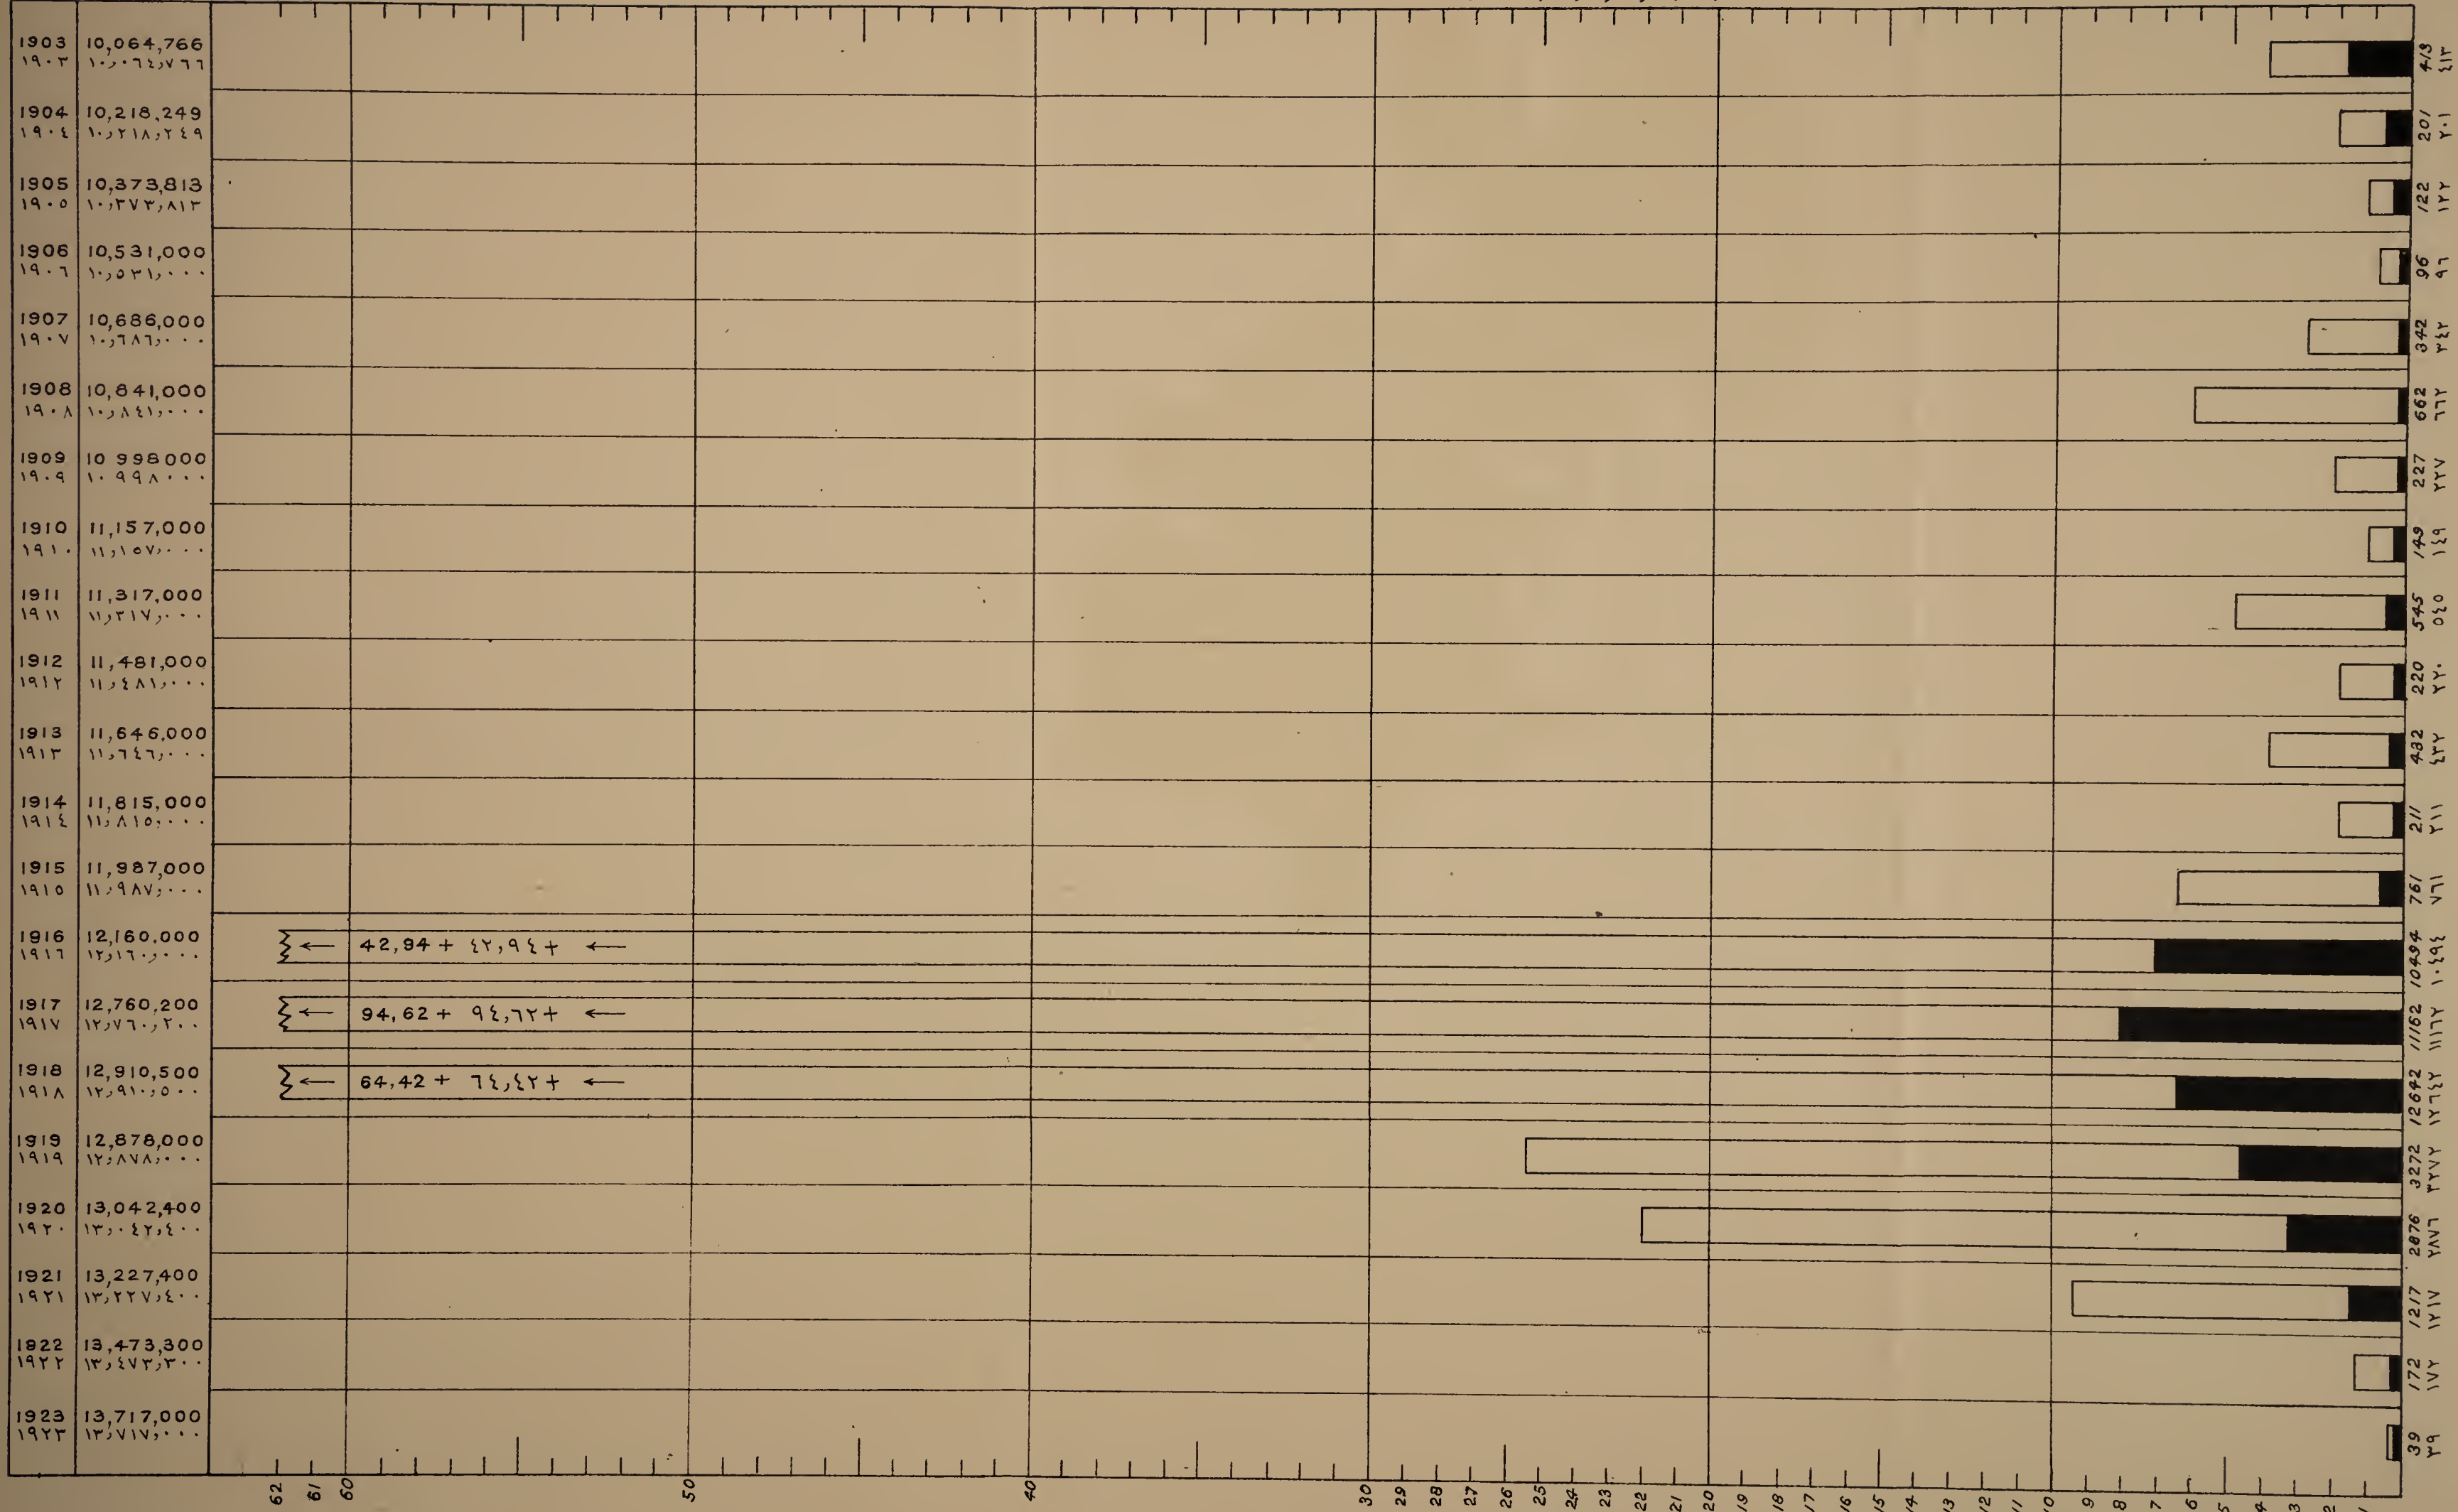 1903 10,064,766 413
١٩٠٣ ١٠,٠٦٤,٧٦٦ ٤١٣
1904 10,218,249 201
١٩٠٤ ١٠,٢١٨,٢٤٩ ٢٠١
1905 10,373,813 122
١٩٠٥ ١٠,٣٧٣,٨١٣ ١٢٢
1906 10,531,000 96
١٩٠٦ ١٠,٥٣١,٠٠٠ ٩٦
1907 10,686,000 342
١٩٠٧ ١٠,٦٨٦,٠٠٠ ٣٤٢
1908 10,841,000 662
١٩٠٨ ١٠,٨٤١,٠٠٠ ٦٦٢
1909 10 998000 227
١٩٠٩ ١٠ ٩٩٨٠٠٠ ٢٢٧
1910 11,157,000 149
١٩١٠ ١١,١٥٧,٠٠٠ ١٤٩
1911 11,317,000 545
١٩١١ ١١,٣١٧,٠٠٠ ٥٤٥
1912 11,481,000 220
١٩١٢ ١١,٤٨١,٠٠٠ ٢٢٠
1913 11,646,000 432
١٩١٣ ١١,٦٤٦,٠٠٠ ٤٣٢
1914 11,815,000 211
١٩١٤ ١١,٨١٥,٠٠٠ ٢١١
1915 11,987,000 761
١٩١٥ ١١,٩٨٧,٠٠٠ ٧٦١
1916 12,160,000 ← 42,94 + ٤٢,٩٤ + ← 10494
١٩١٦ ١٢,١٦٠,٠٠٠ ١٠٤٩٤
1917 12,760,200 ← 94,62 + ٩٤,٦٢ + ← 11162
١٩١٧ ١٢,٧٦٠,٢٠٠ ١١١٦٢
1918 12,910,500 ← 64,42 + ٦٤,٤٢ + ← 12642
١٩١٨ ١٢,٩١٠,٥٠٠ ١٢٦٤٢
1919 12,878,000 3272
١٩١٩ ١٢,٨٧٨,٠٠٠ ٣٢٧٢
1920 13,042,400 2876
١٩٢٠ ١٣,٠٤٢,٤٠٠ ٢٨٧٦
1921 13,227,400 1217
١٩٢١ ١٣,٢٢٧,٤٠٠ ١٢١٧
1922 13,473,300 172
١٩٢٢ ١٣,٤٧٣,٣٠٠ ١٧٢
1923 13,717,000 39
١٩٢٣ ١٣,٧١٧,٠٠٠ ٣٩
62 61 60 50 40 30 29 28 27 26 25 24 23 22 21 20 19 18 17 16 15 14 13 12 11 10 9 8 7 6 5 4 3 2 1